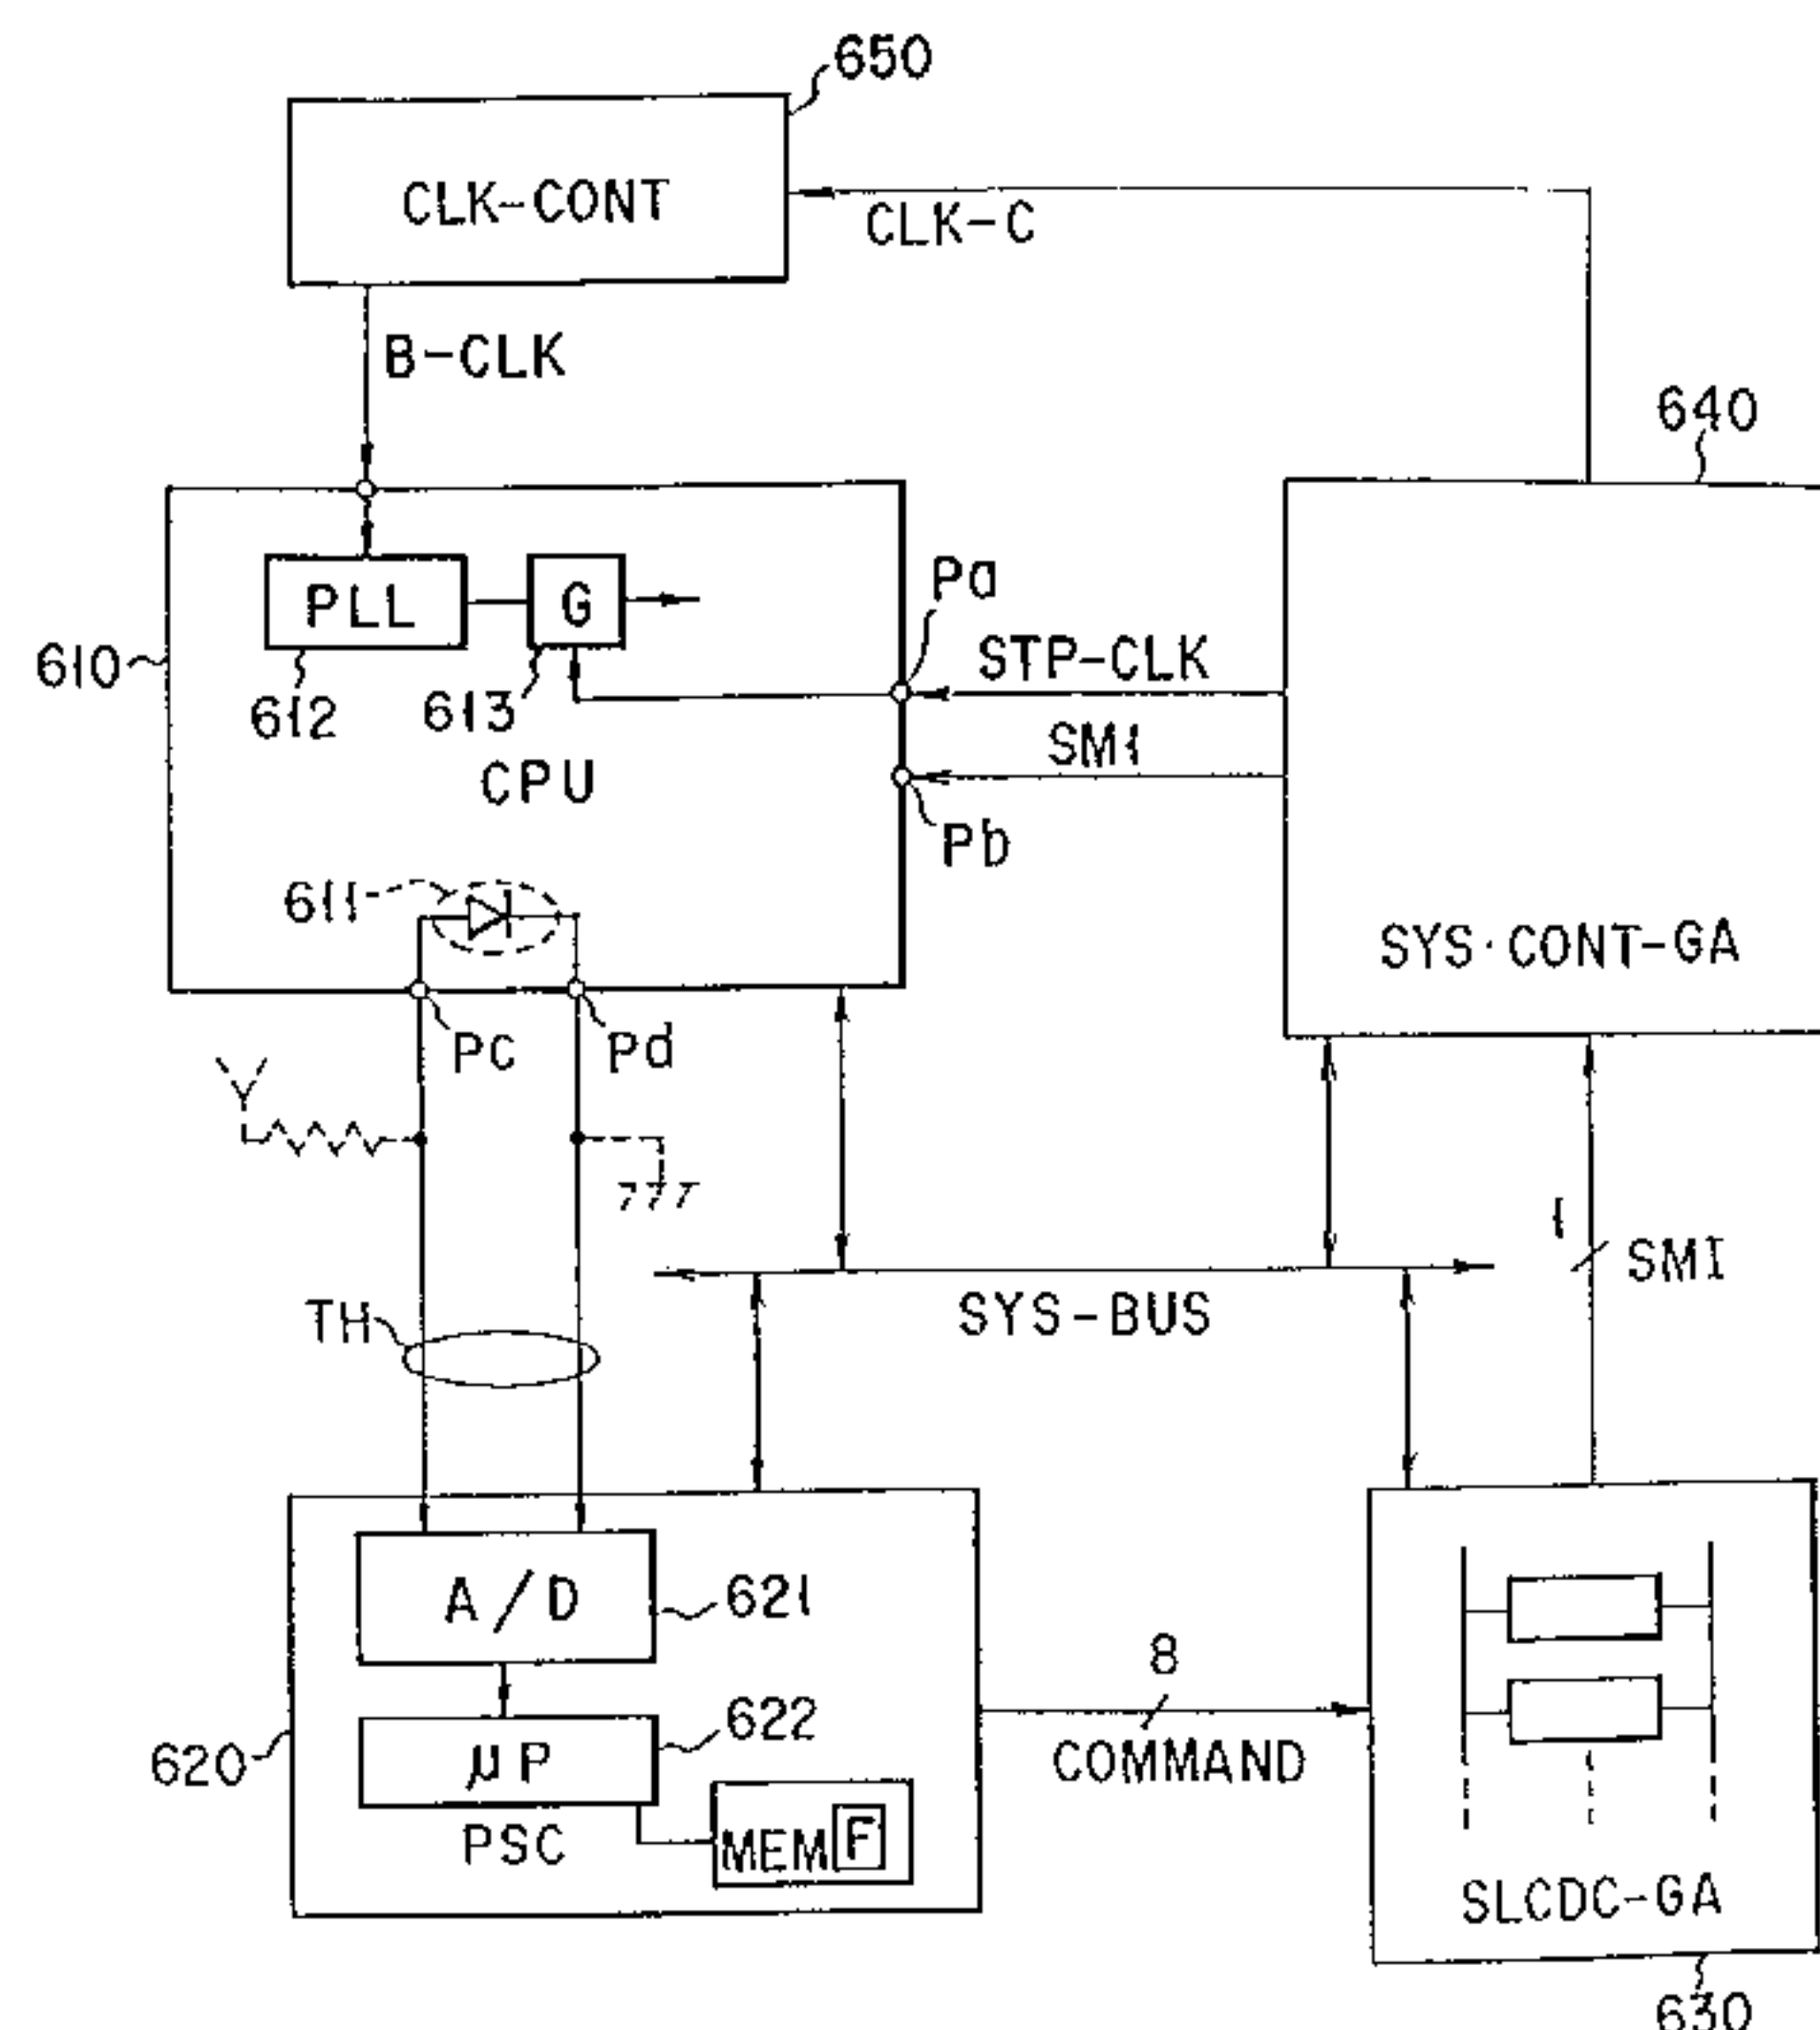 650
CLK-CONT
CLK-C
B-CLK
640
PLL
G
Pa
STP-CLK
610
612
613
SMI
CPU
Pb
611
SYS·CONT-GA
Pc
Pd
1
SMI
TH
SYS-BUS
A/D
621
8
622
620
μP
COMMAND
PSC
MEM F
SLCDC-GA
630